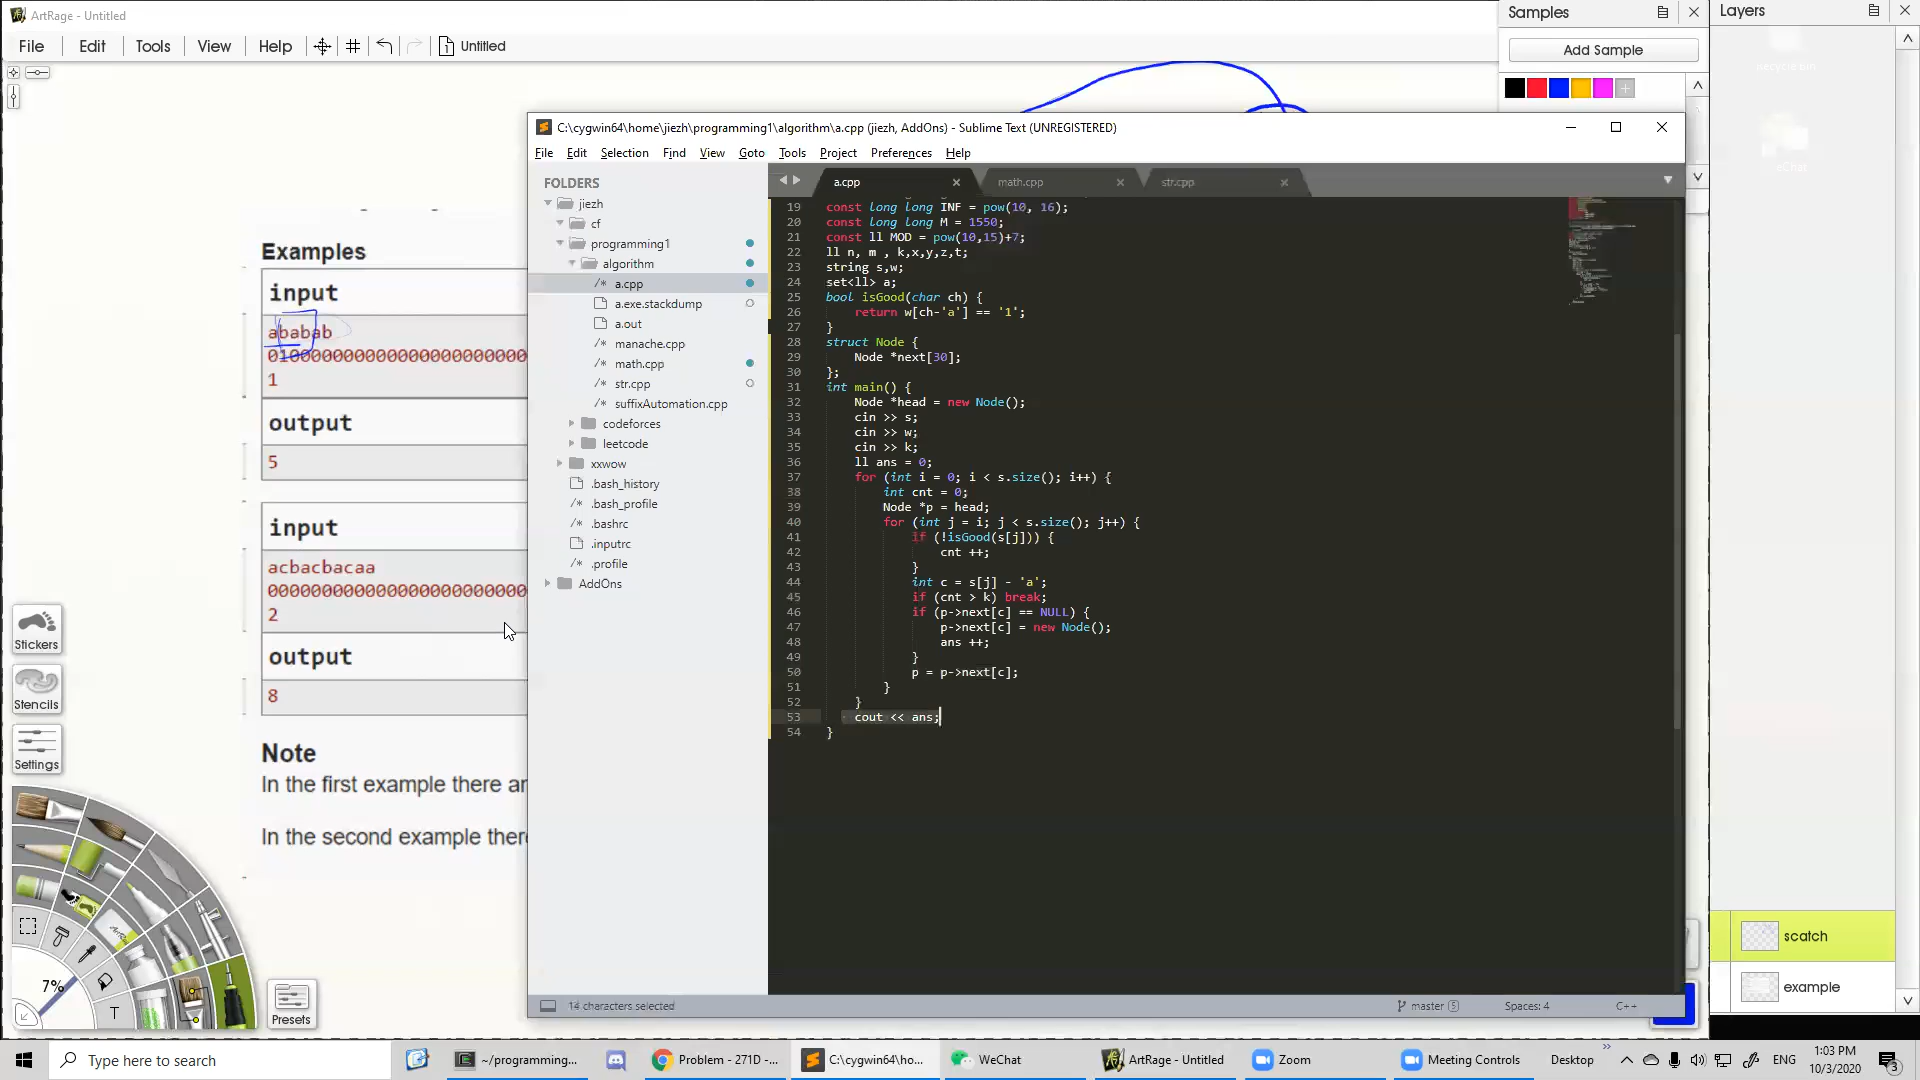 ArtRage - Untitled
File Edit Tools View Help 1 Untitled
Samples
Add Sample
Layers
Recycle Bin
Examples
input
ababab
01000000000000000000000000
1
output
5
input
acbacbacaa
00000000000000000000000000
2
output
8
Note
In the first example there ar
In the second example there
Stickers
Stencils
Settings
7%
T
Presets
C:\cygwin64\home\jiezh\programming1\algorithm\a.cpp (jiezh, AddOns) - Sublime Text (UNREGISTERED)
File Edit Selection Find View Goto Tools Project Preferences Help
FOLDERS
jiezh
cf
programming1
algorithm
/* a.cpp
a.exe.stackdump
a.out
/* manache.cpp
/* math.cpp
/* str.cpp
/* suffixAutomation.cpp
codeforces
leetcode
xxwow
.bash_history
/* .bash_profile
/* .bashrc
.inputrc
/* .profile
AddOns
a.cpp math.cpp str.cpp
19 const long long INF = pow(10, 16);
20 const long long M = 1550;
21 const ll MOD = pow(10,15)+7;
22 ll n, m , k,x,y,z,t;
23 string s,w;
24 set<ll> a;
25 bool isGood(char ch) {
26 return w[ch-'a'] == '1';
27 }
28 struct Node {
29 Node *next[30];
30 };
31 int main() {
32 Node *head = new Node();
33 cin >> s;
34 cin >> w;
35 cin >> k;
36 ll ans = 0;
37 for (int i = 0; i < s.size(); i++) {
38 int cnt = 0;
39 Node *p = head;
40 for (int j = i; j < s.size(); j++) {
41 if (!isGood(s[j])) {
42 cnt ++;
43 }
44 int c = s[j] - 'a';
45 if (cnt > k) break;
46 if (p->next[c] == NULL) {
47 p->next[c] = new Node();
48 ans ++;
49 }
50 p = p->next[c];
51 }
52 }
53 cout << ans;
54 }
14 characters selected
master 5 Spaces: 4 C++
scatch
example
Type here to search
~/programming...
Problem - 271D -...
C:\cygwin64\ho...
WeChat
ArtRage - Untitled
Zoom
Meeting Controls
Desktop
ENG
1:03 PM
10/3/2020
3